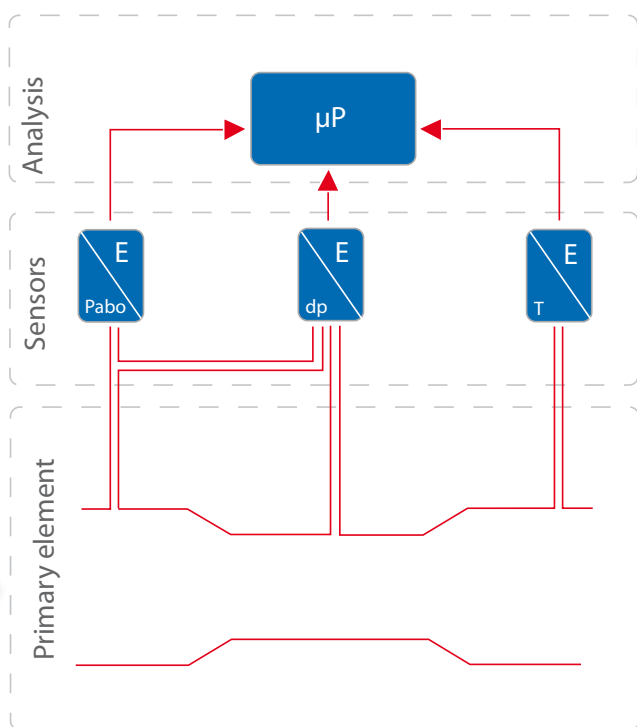 Analysis
µP
Sensors
E
Pabo
E
dp
E
T
Primary element